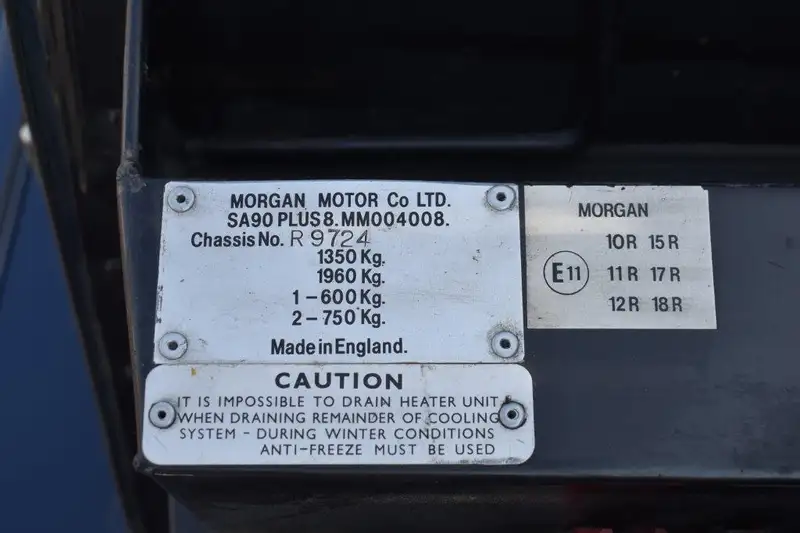 MORGAN MOTOR Co LTD.
SA90 PLUS 8. MM004008.
Chassis No. R 9724
1350 Kg.
1960 Kg.
1 - 600 Kg.
2 - 750 Kg.
Made in England.
CAUTION
IT IS IMPOSSIBLE TO DRAIN HEATER UNIT
WHEN DRAINING REMAINDER OF COOLING
SYSTEM - DURING WINTER CONDITIONS
ANTI-FREEZE MUST BE USED
MORGAN
E11
10R 15R
11R 17R
12R 18R